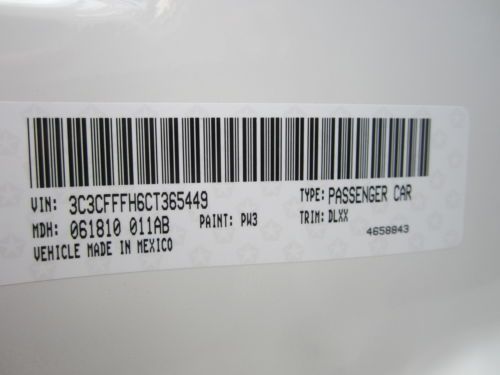 VIN: 3C3CFFFH6CT365449 TYPE: PASSENGER CAR
MDH: 061810 011AB PAINT: PW3 TRIM: DLXX
VEHICLE MADE IN MEXICO 4658843